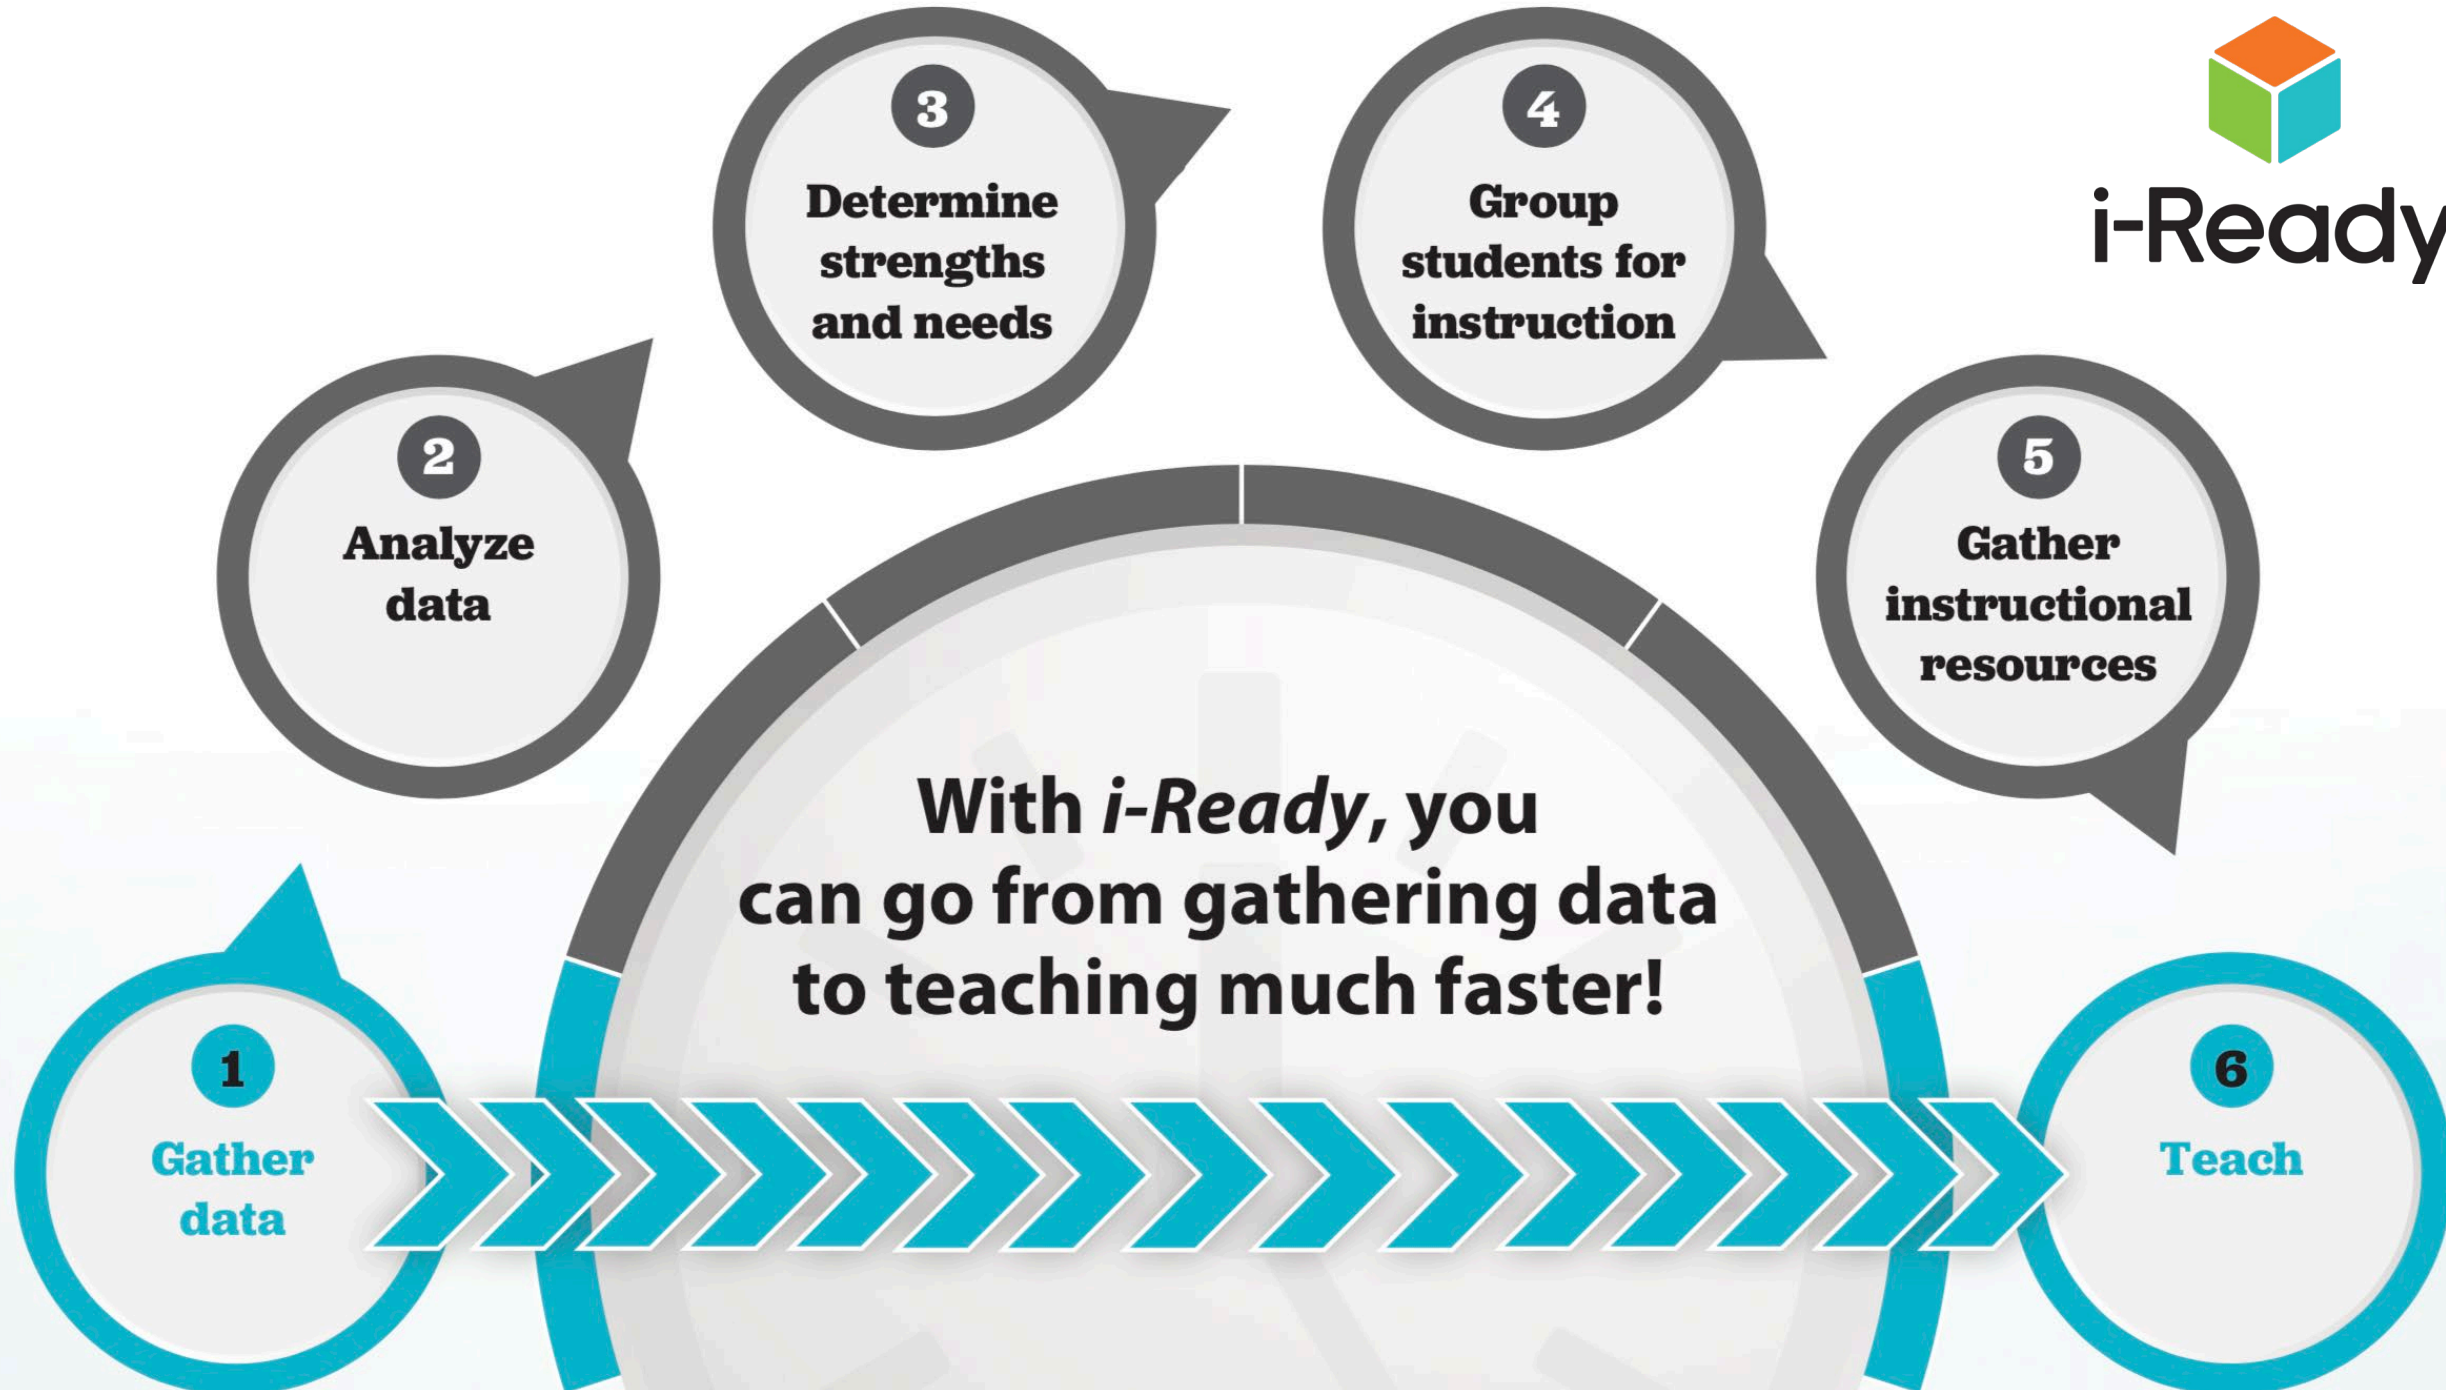 1
Gather
data
2
Analyze
data
3
Determine
strengths
and needs
4
Group
students for
instruction
5
Gather
instructional
resources
6
Teach
With i-Ready, you
can go from gathering data
to teaching much faster!
i-Ready